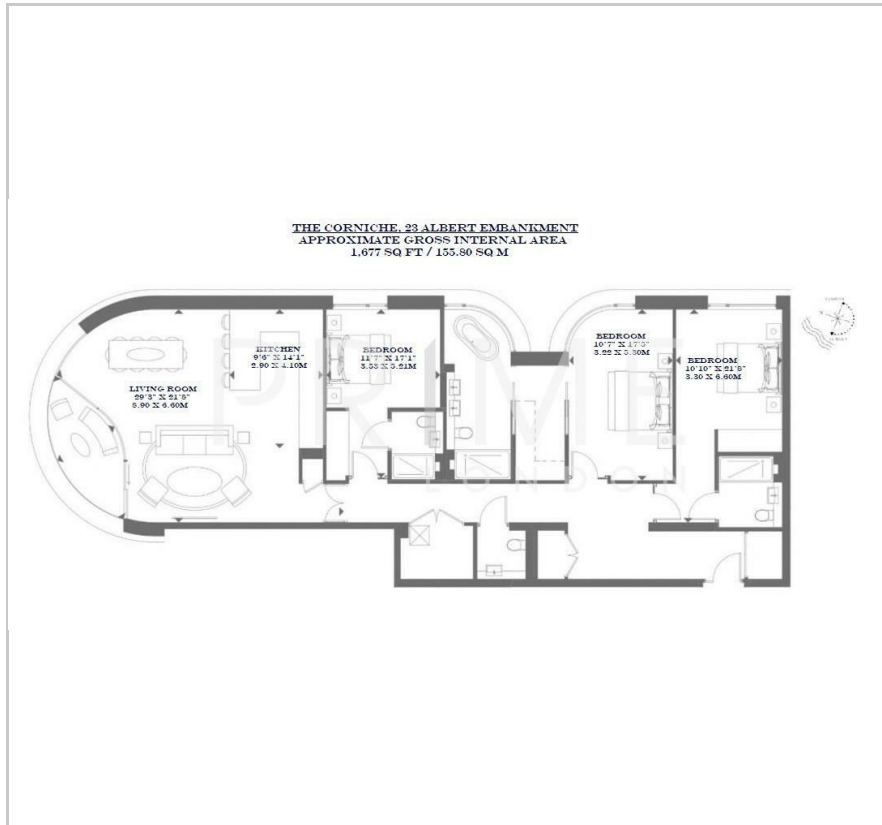 THE CORNICHE, 23 ALBERT EMBANKMENT
APPROXIMATE GROSS INTERNAL AREA
1,677 SQ FT / 155.80 SQ M
KITCHEN
9'6" X 14'1"
2.90 X 4.10M
BEDROOM
11'7" X 17'1"
3.53 X 5.21M
BEDROOM
10'7" X 17'5"
3.22 X 5.30M
BEDROOM
10'10" X 21'8"
3.30 X 6.60M
LIVING ROOM
29'3" X 21'8"
8.90 X 6.60M
PRIME
LONDON
N